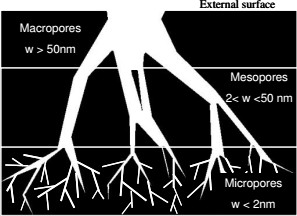 External surface
Macropores
w > 50nm
Mesopores
2< w <50 nm
Micropores
w < 2nm